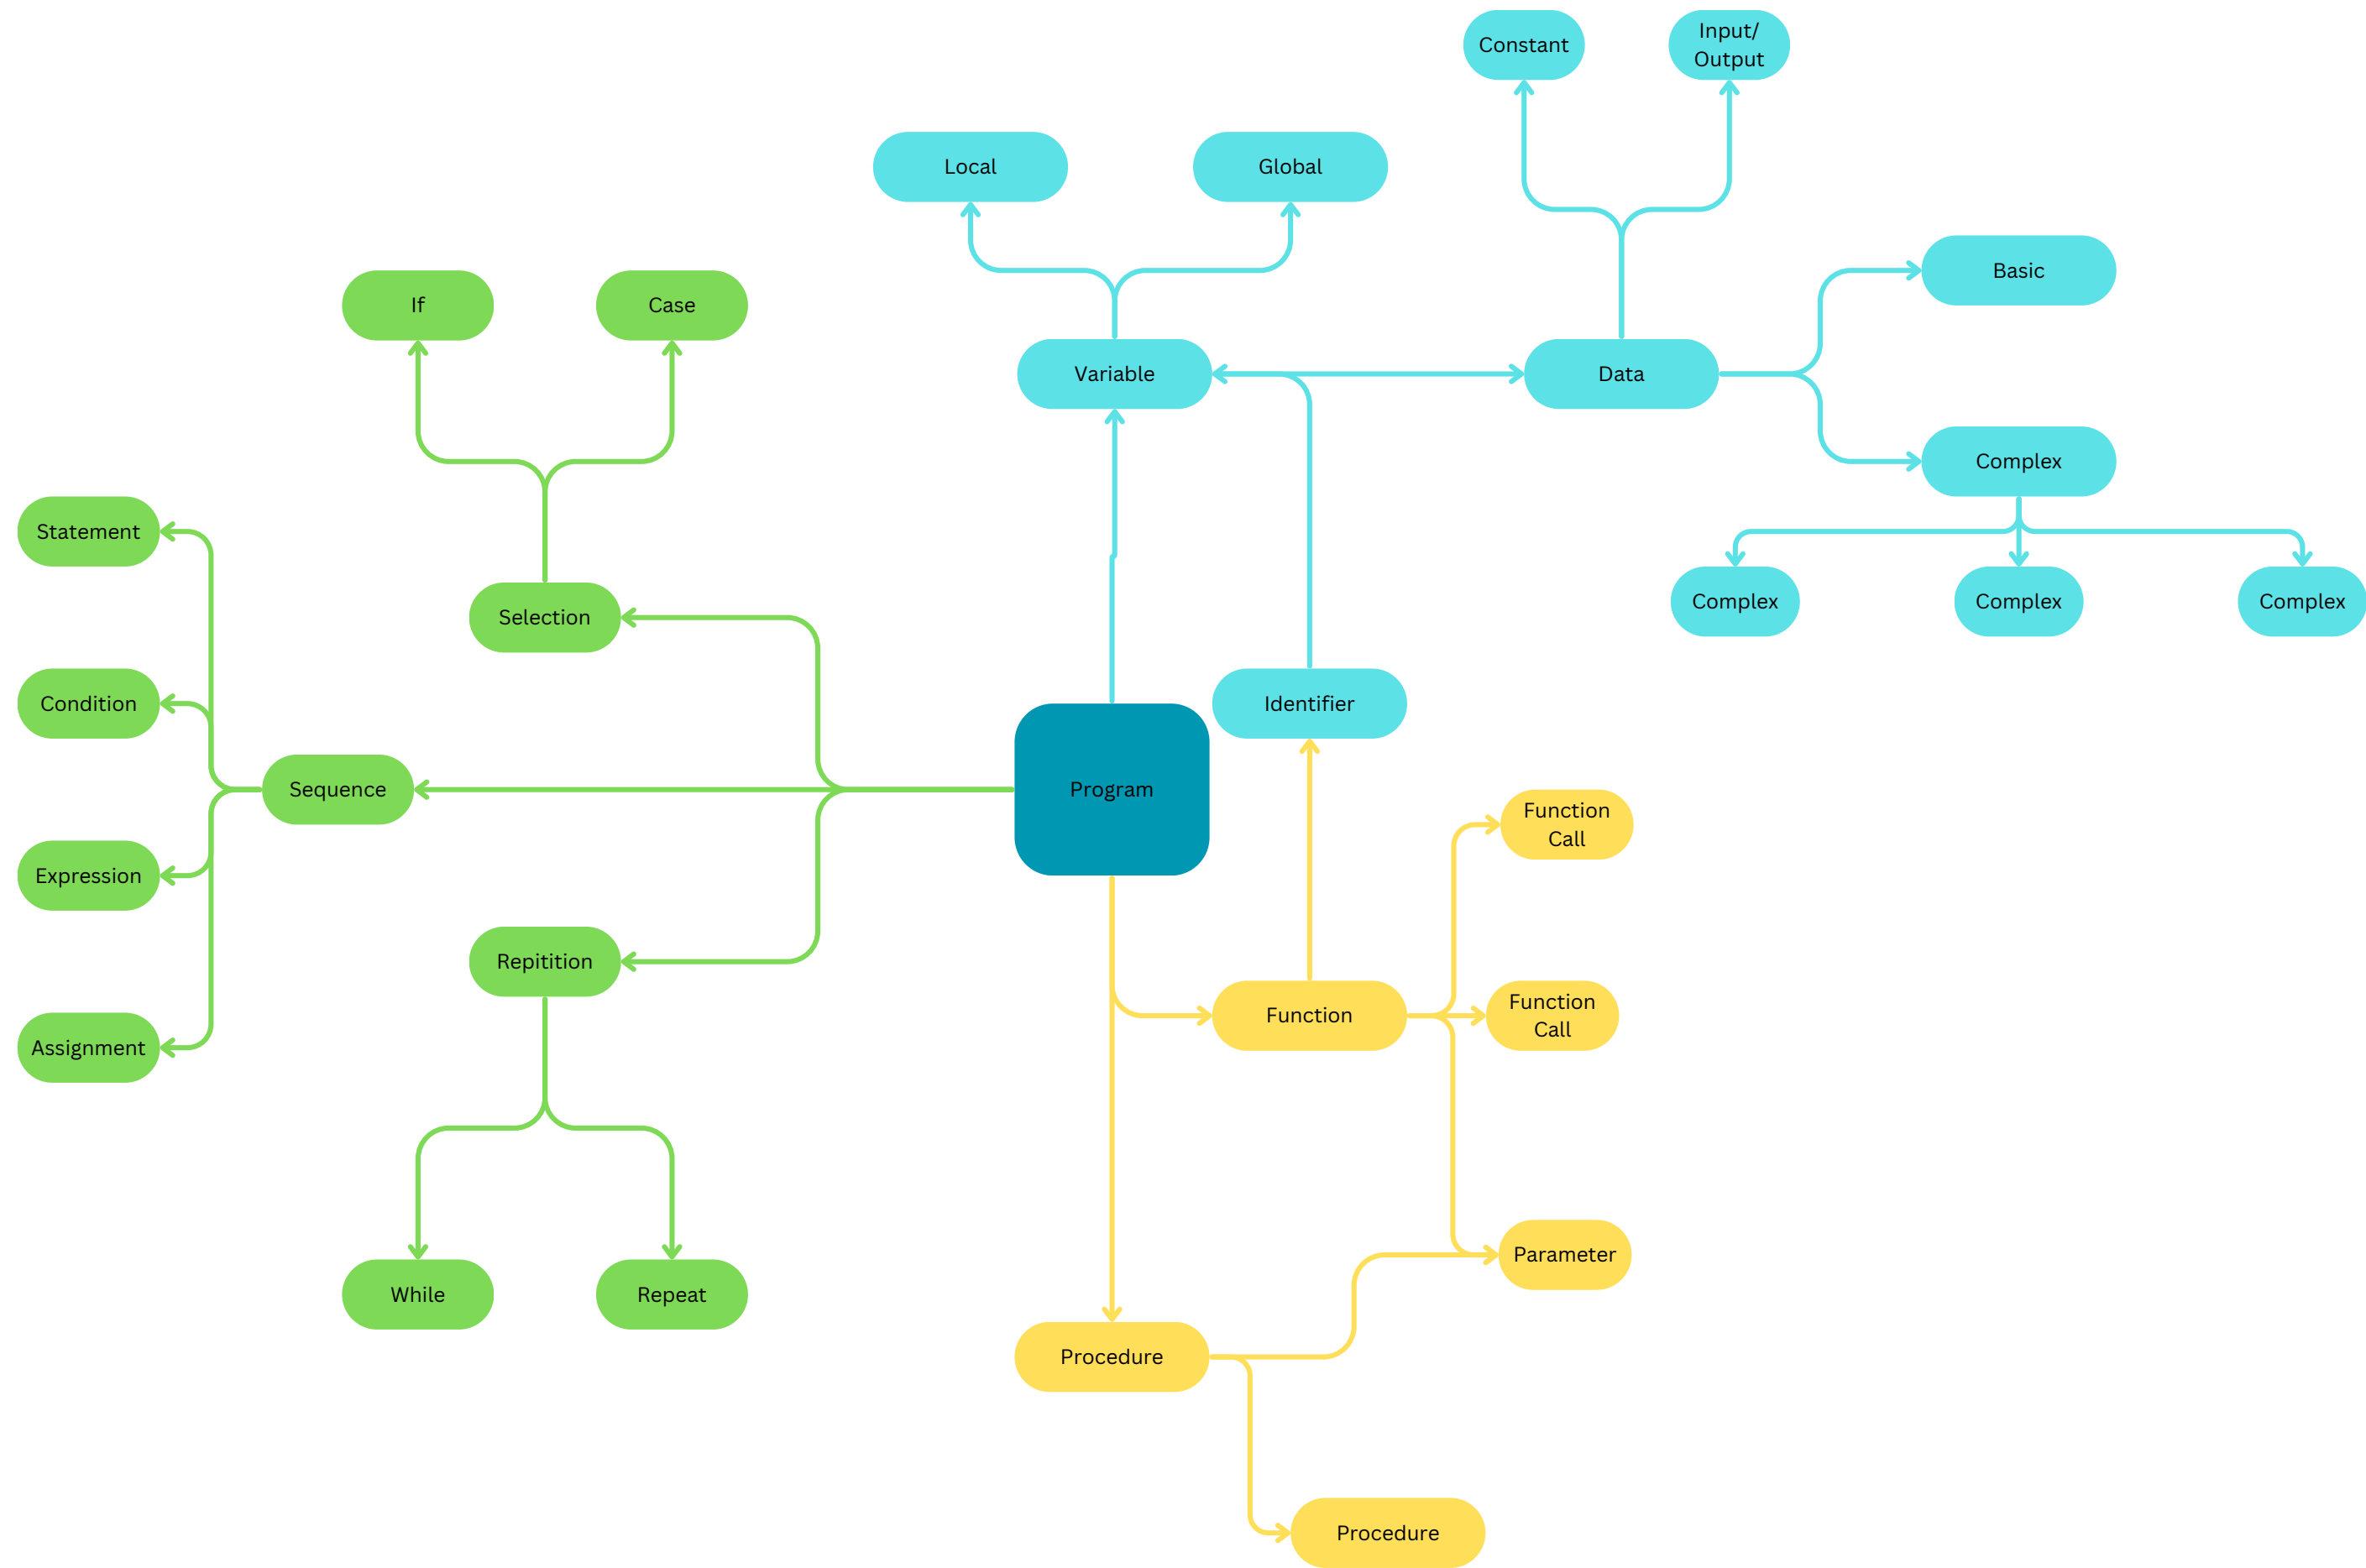 Constant
Input/
Output
Local
Global
Basic
If
Case
Variable
Data
Complex
Statement
Selection
Complex
Complex
Complex
Condition
Identifier
Sequence
Program
Function
Call
Expression
Repitition
Function
Function
Call
Assignment
Parameter
While
Repeat
Procedure
Procedure